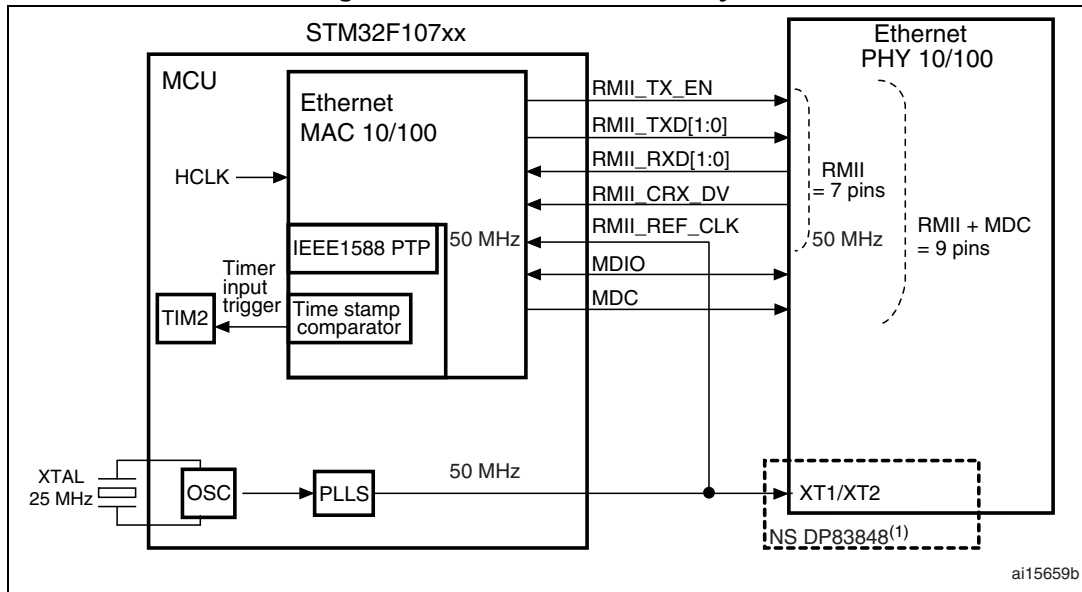 STM32F107xx
MCU
Ethernet
MAC 10/100
HCLK
IEEE1588 PTP
50 MHz
Timer
input
trigger
TIM2
Time stamp
comparator
RMII_TX_EN
RMII_TXD[1:0]
RMII_RXD[1:0]
RMII_CRX_DV
RMII_REF_CLK
MDIO
MDC
Ethernet
PHY 10/100
RMII
= 7 pins
50 MHz
RMII + MDC
= 9 pins
XTAL
25 MHz
OSC
PLLS
50 MHz
XT1/XT2
NS DP83848(1)
ai15659b